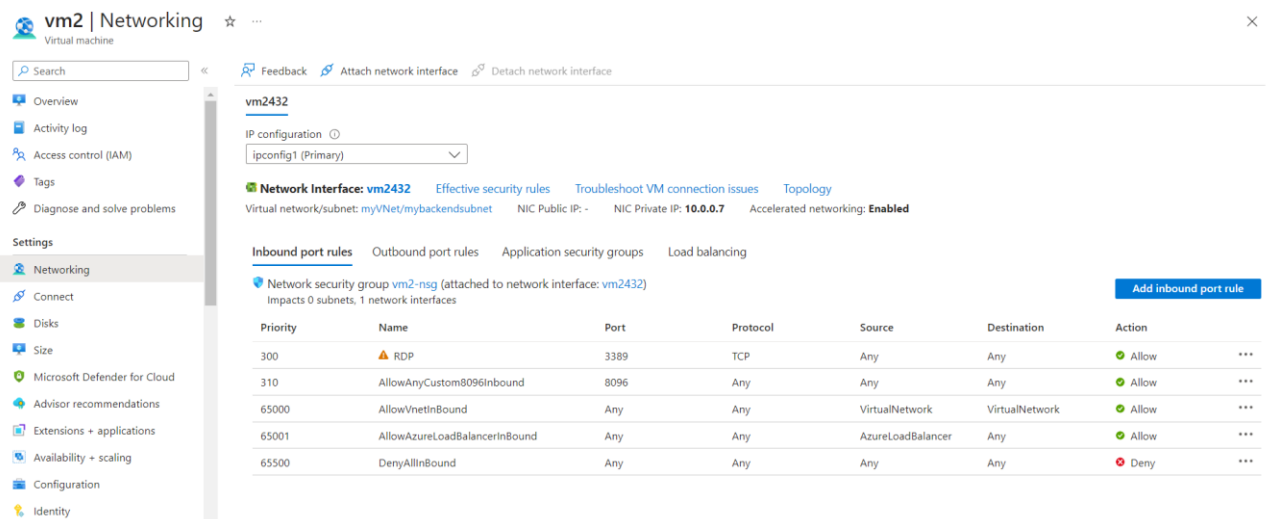 vm2 | Networking ☆ ...
Virtual machine
Search
«
Overview
Activity log
Access control (IAM)
Tags
Diagnose and solve problems
Settings
Networking
Connect
Disks
Size
Microsoft Defender for Cloud
Advisor recommendations
Extensions + applications
Availability + scaling
Configuration
Identity
Feedback Attach network interface Detach network interface
vm2432
IP configuration
ipconfig1 (Primary)
Network Interface: vm2432 Effective security rules Troubleshoot VM connection issues Topology
Virtual network/subnet: myVNet/mybackendsubnet NIC Public IP: - NIC Private IP: 10.0.0.7 Accelerated networking: Enabled
Inbound port rules Outbound port rules Application security groups Load balancing
Network security group vm2-nsg (attached to network interface: vm2432)
Impacts 0 subnets, 1 network interfaces
Add inbound port rule
Priority Name Port Protocol Source Destination Action
300 RDP 3389 TCP Any Any Allow ...
310 AllowAnyCustom8096Inbound 8096 Any Any Any Allow ...
65000 AllowVnetInBound Any Any VirtualNetwork VirtualNetwork Allow ...
65001 AllowAzureLoadBalancerInBound Any Any AzureLoadBalancer Any Allow ...
65500 DenyAllInBound Any Any Any Any Deny ...